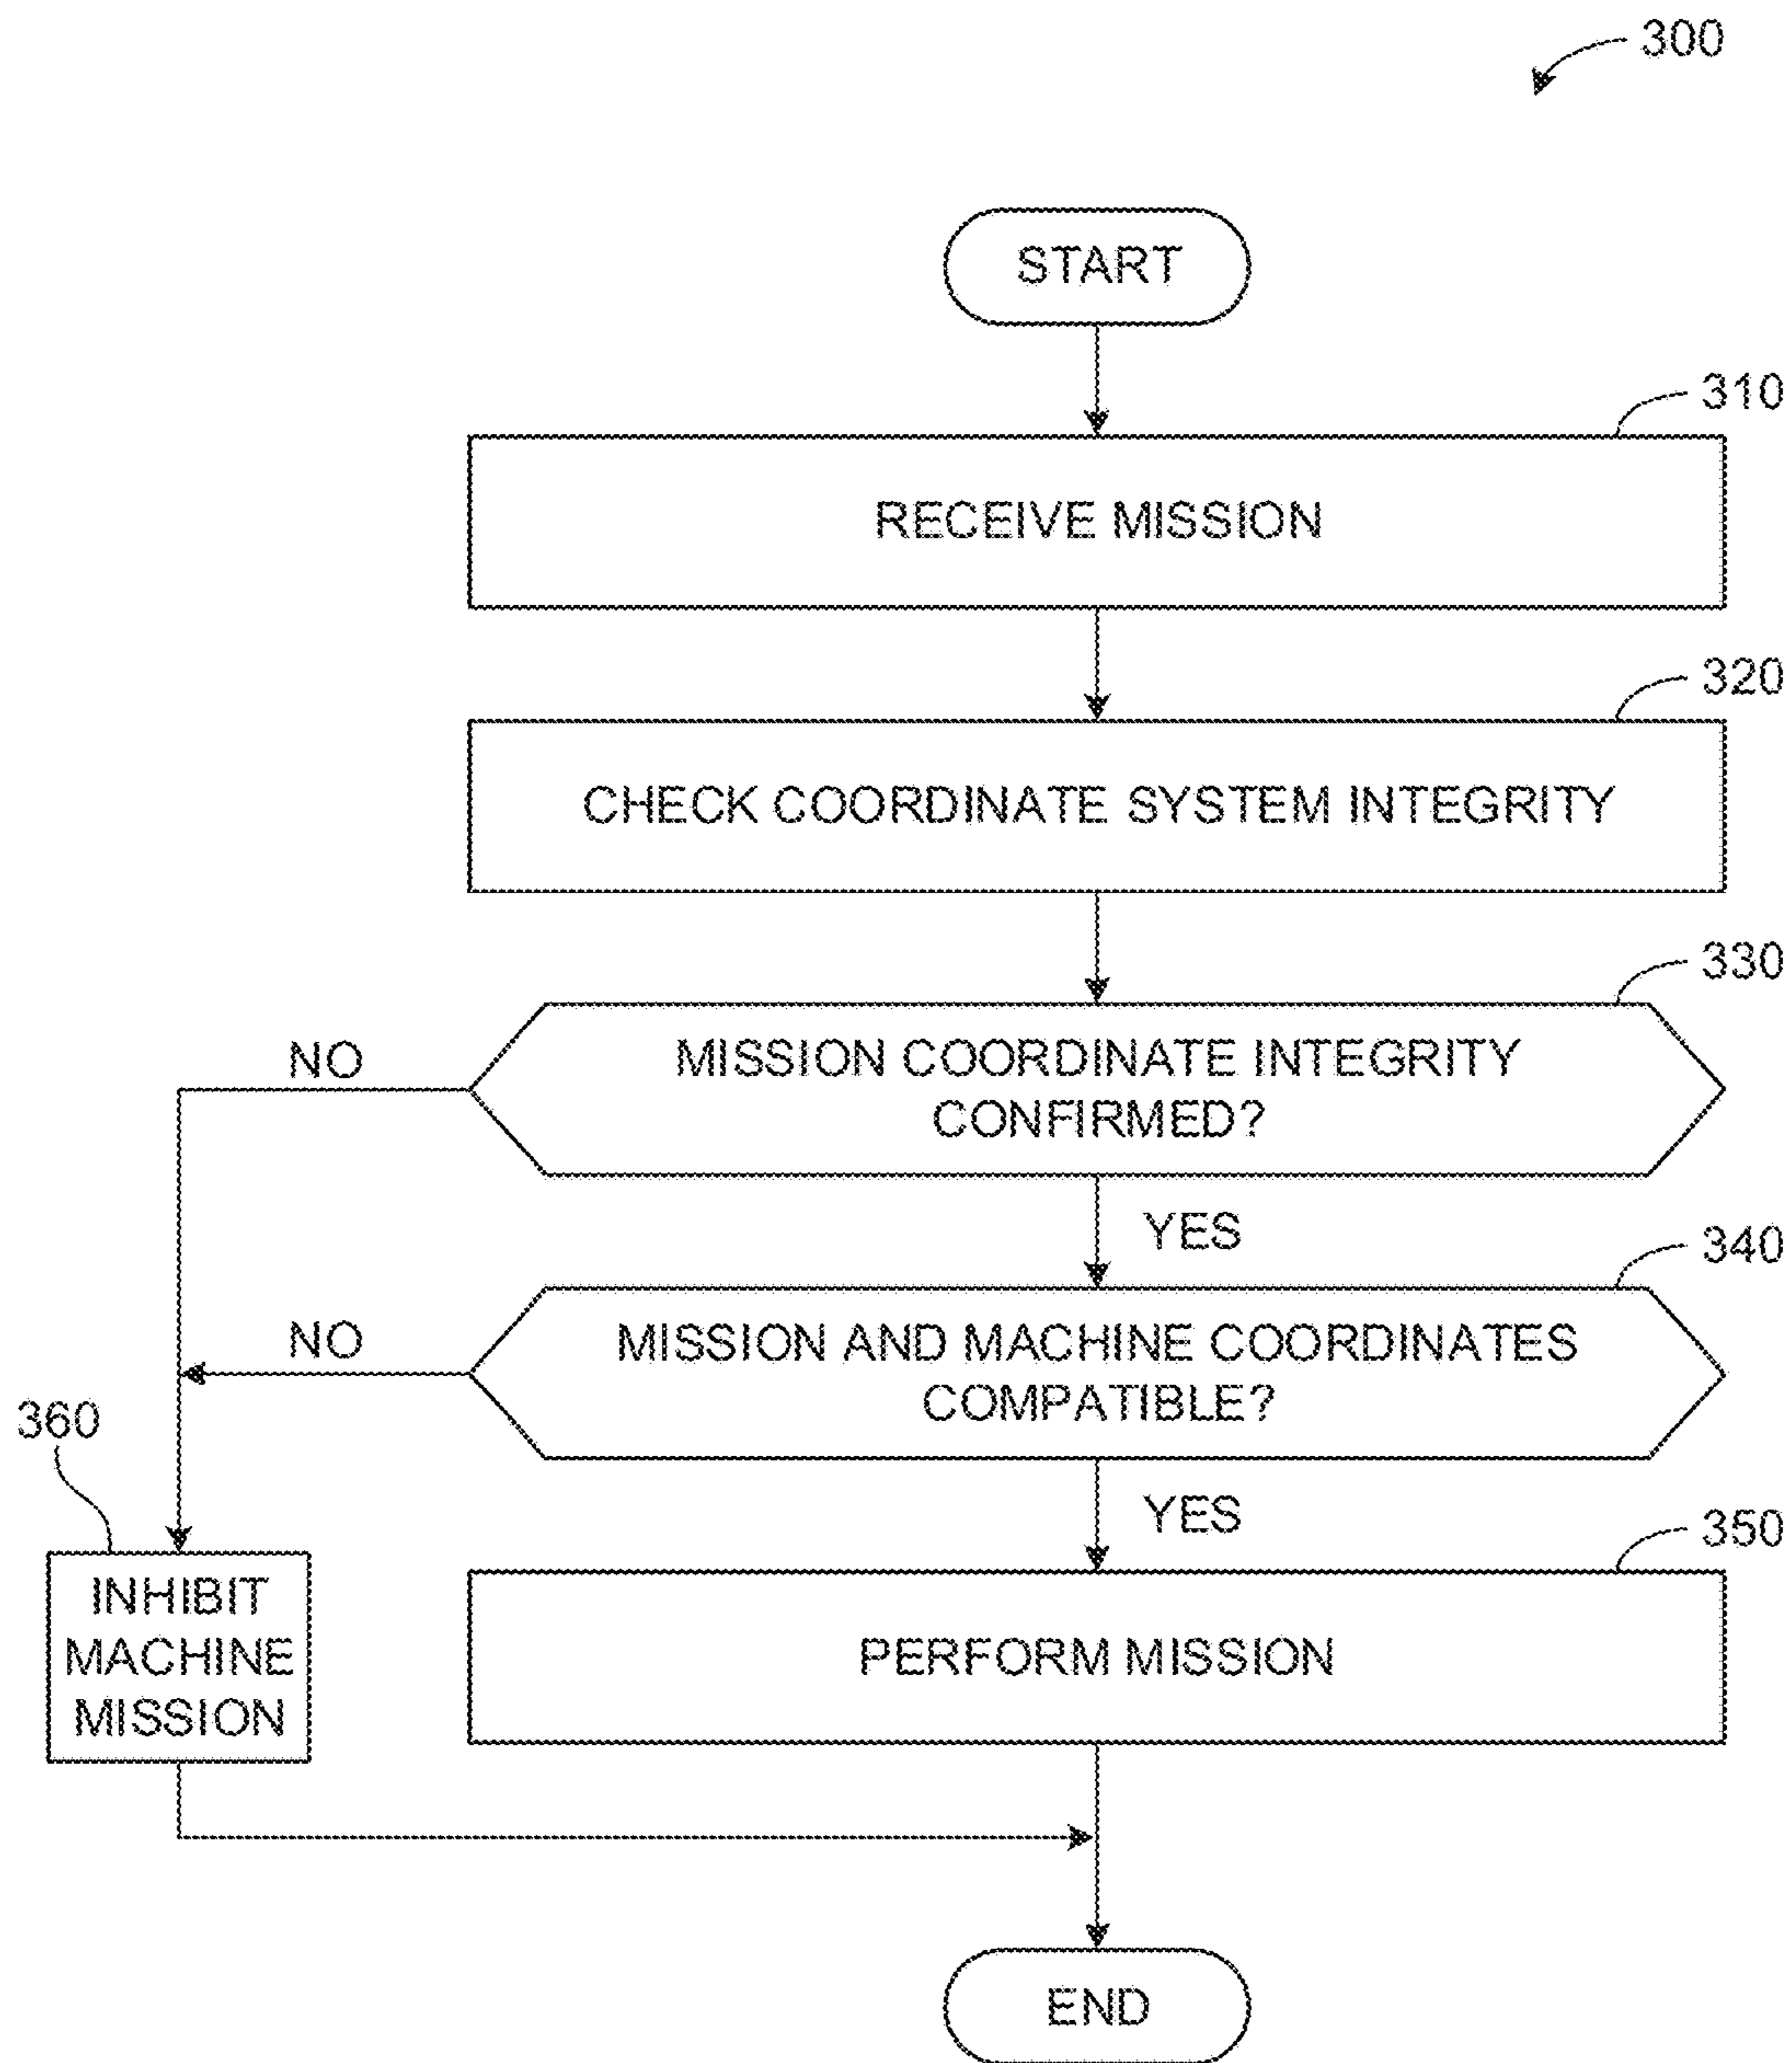 300
START
310
RECEIVE MISSION
320
CHECK COORDINATE SYSTEM INTEGRITY
330
NO
MISSION COORDINATE INTEGRITY
CONFIRMED?
YES
340
NO
MISSION AND MACHINE COORDINATES
COMPATIBLE?
360
YES
350
INHIBIT
MACHINE
MISSION
PERFORM MISSION
END